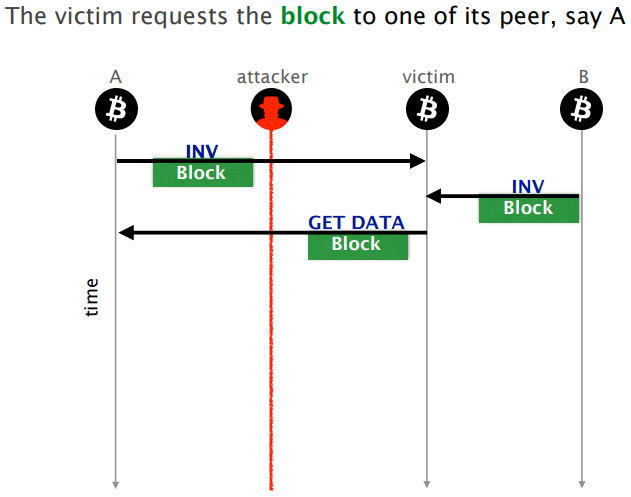 The victim requests the block to one of its peer, say A
A attacker victim B
INV
Block
INV
Block
GET DATA
Block
time